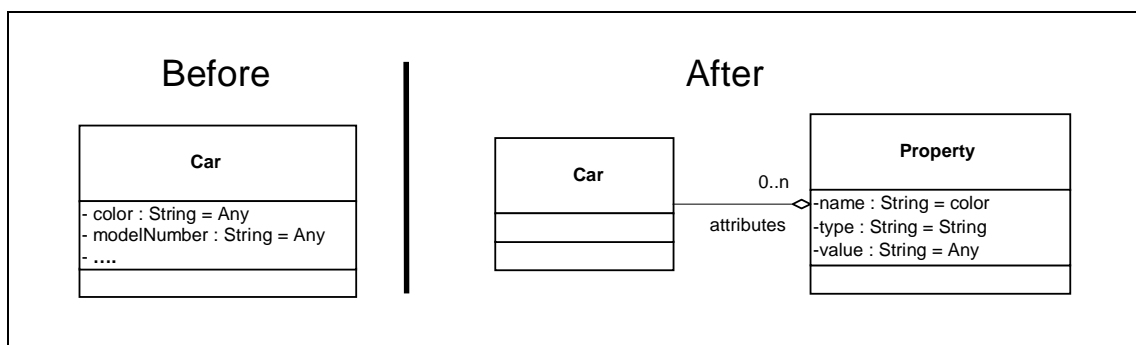 Before
After
Car
- color : String = Any
- modelNumber : String = Any
- ....
Car
0..n
attributes
Property
-name : String = color
-type : String = String
-value : String = Any